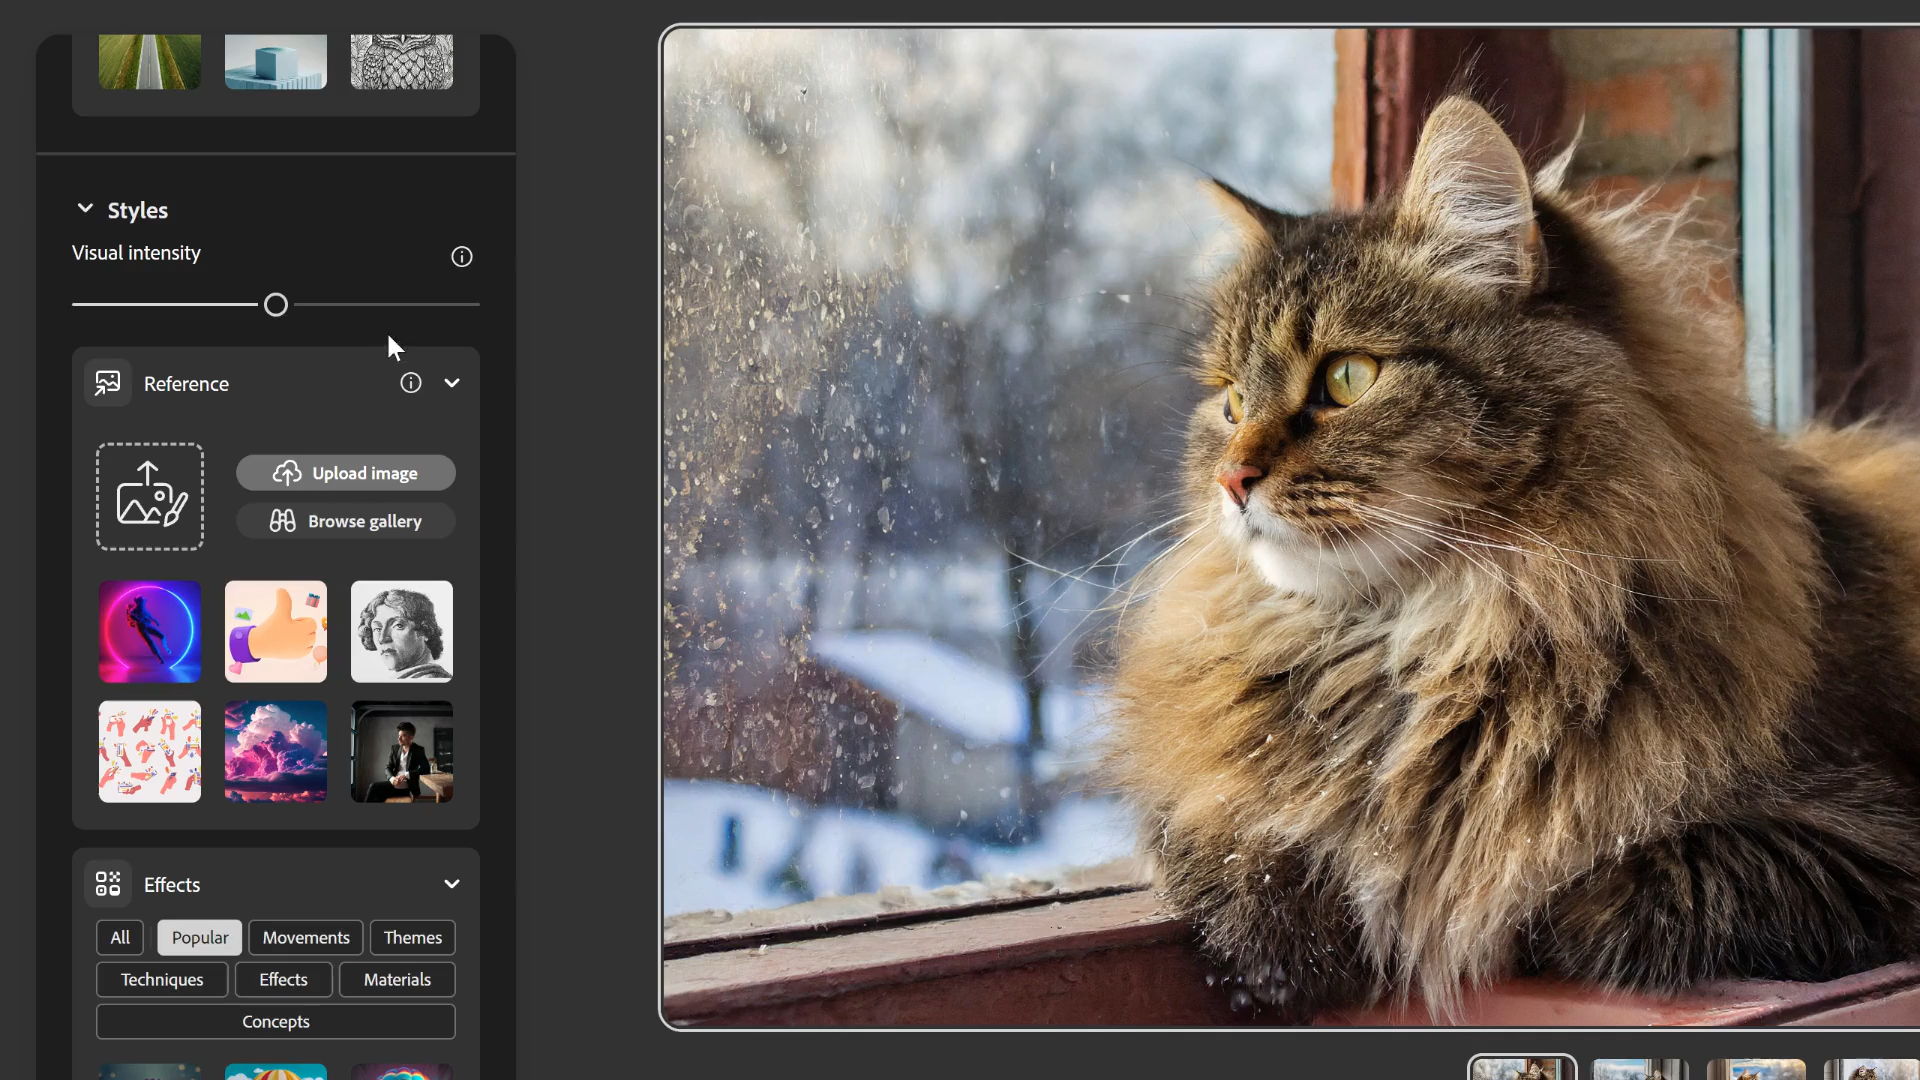 Styles
Visual intensity
Reference
Upload image
Browse gallery
Effects
All Popular Movements Themes
Techniques Effects Materials
Concepts